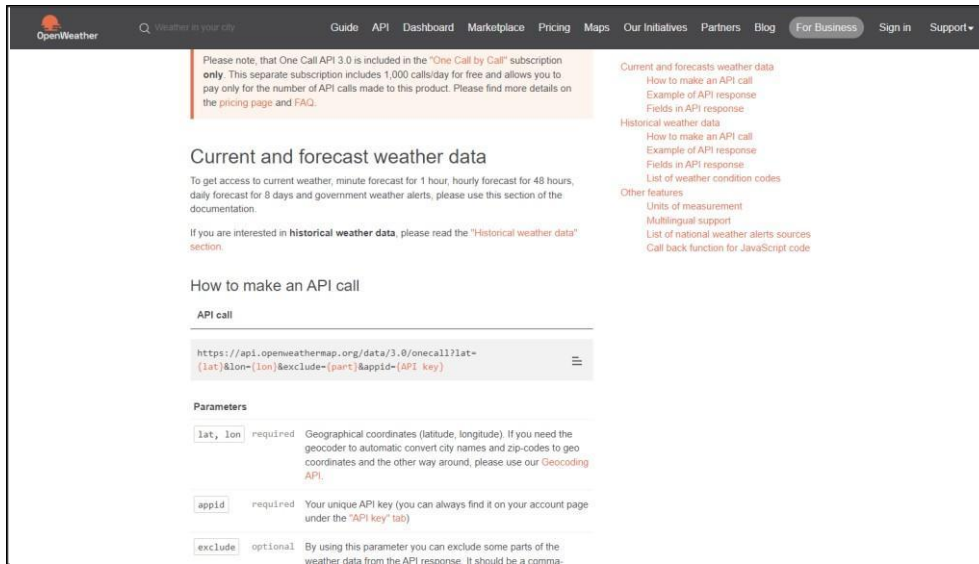 OpenWeather
Weather in your city
Guide API Dashboard Marketplace Pricing Maps Our Initiatives Partners Blog For Business Sign in Support
Please note, that One Call API 3.0 is included in the "One Call by Call" subscription
only. This separate subscription includes 1,000 calls/day for free and allows you to
pay only for the number of API calls made to this product. Please find more details on
the pricing page and FAQ.
Current and forecast weather data
To get access to current weather, minute forecast for 1 hour, hourly forecast for 48 hours,
daily forecast for 8 days and government weather alerts, please use this section of the
documentation.
If you are interested in historical weather data, please read the "Historical weather data"
section.
How to make an API call
API call
https://api.openweathermap.org/data/3.0/onecall?lat=
{lat}&lon={lon}&exclude={part}&appid={API key}
Parameters
lat, lon required Geographical coordinates (latitude, longitude). If you need the
geocoder to automatic convert city names and zip-codes to geo
coordinates and the other way around, please use our Geocoding
API.
appid required Your unique API key (you can always find it on your account page
under the "API key" tab)
exclude optional By using this parameter you can exclude some parts of the
weather data from the API response. It should be a comma-
Current and forecasts weather data
How to make an API call
Example of API response
Fields in API response
Historical weather data
How to make an API call
Example of API response
Fields in API response
List of weather condition codes
Other features
Units of measurement
Multilingual support
List of national weather alerts sources
Call back function for JavaScript code